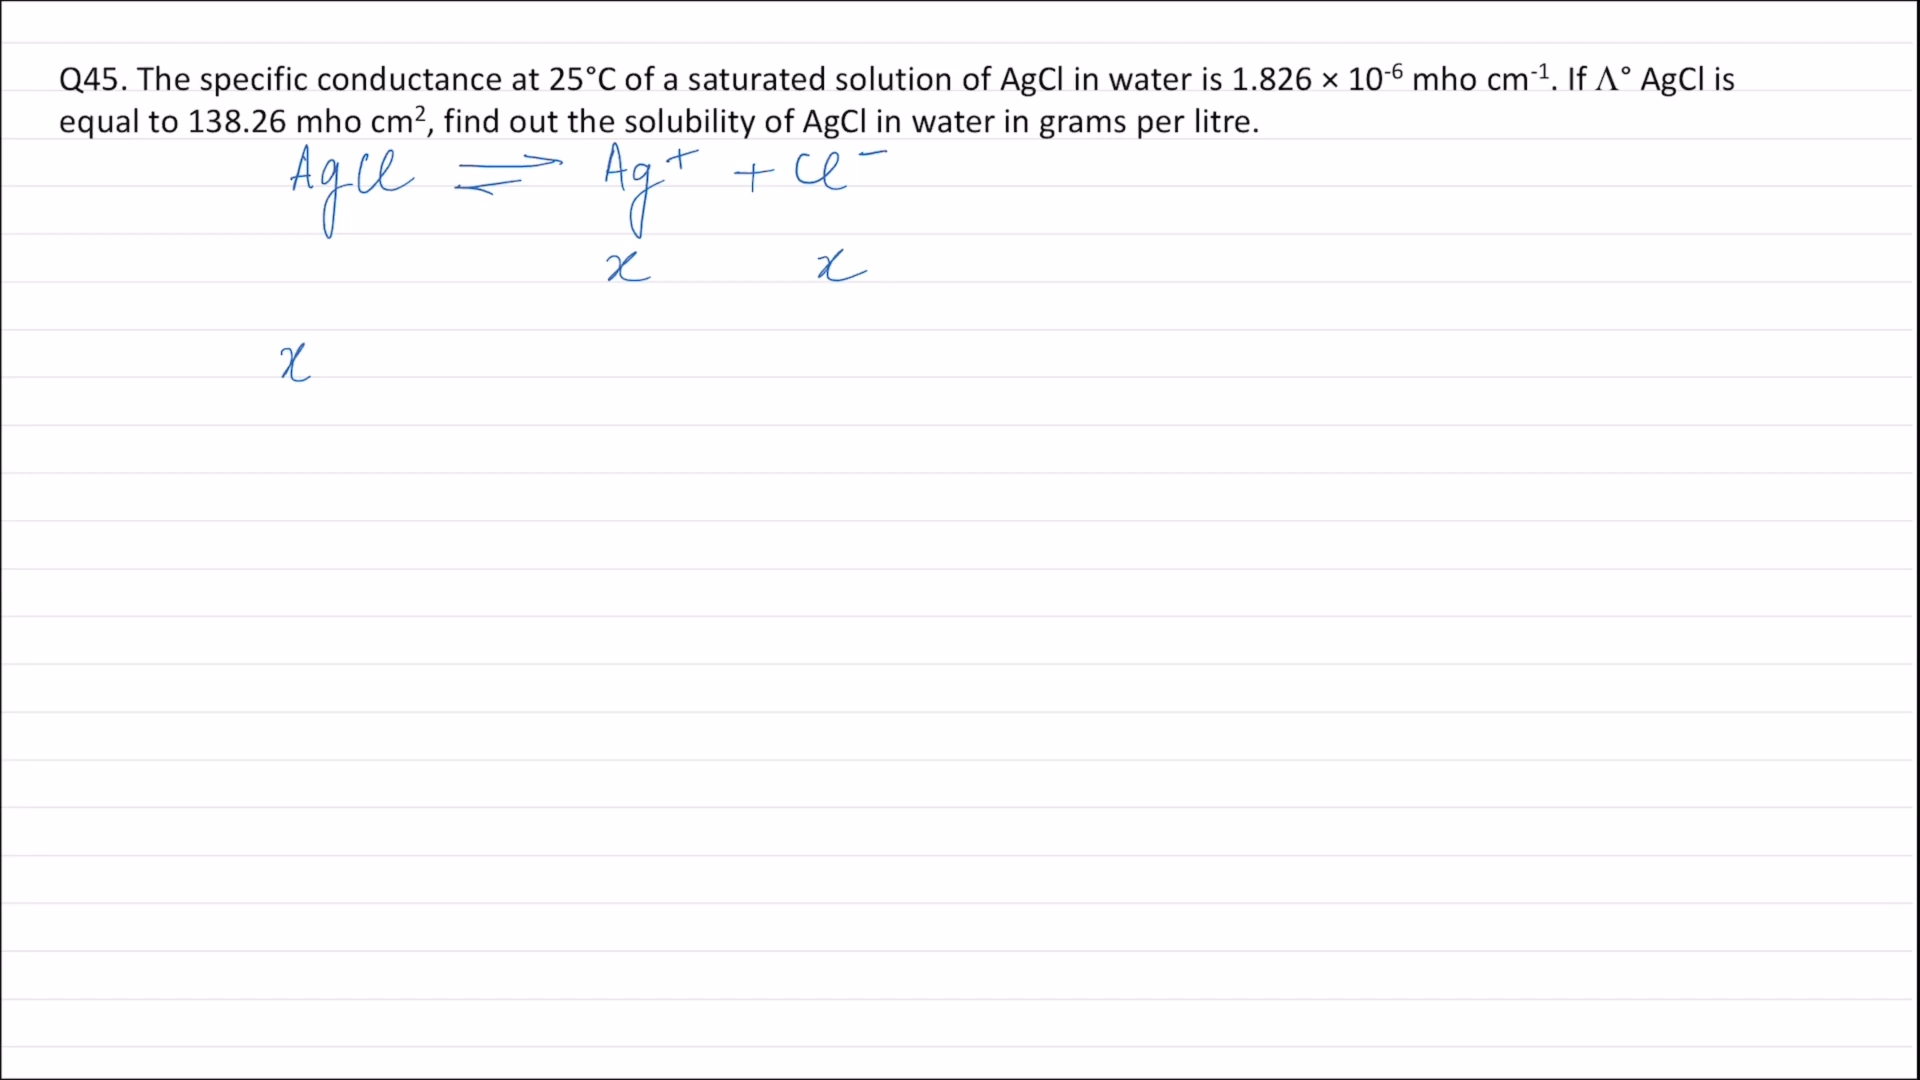 Q45. The specific conductance at 25°C of a saturated solution of AgCl in water is 1.826 × 10⁻⁶ mho cm⁻¹. If Λ° AgCl is
equal to 138.26 mho cm², find out the solubility of AgCl in water in grams per litre.
AgCl ⇌ Ag⁺ + Cl⁻
x x
x